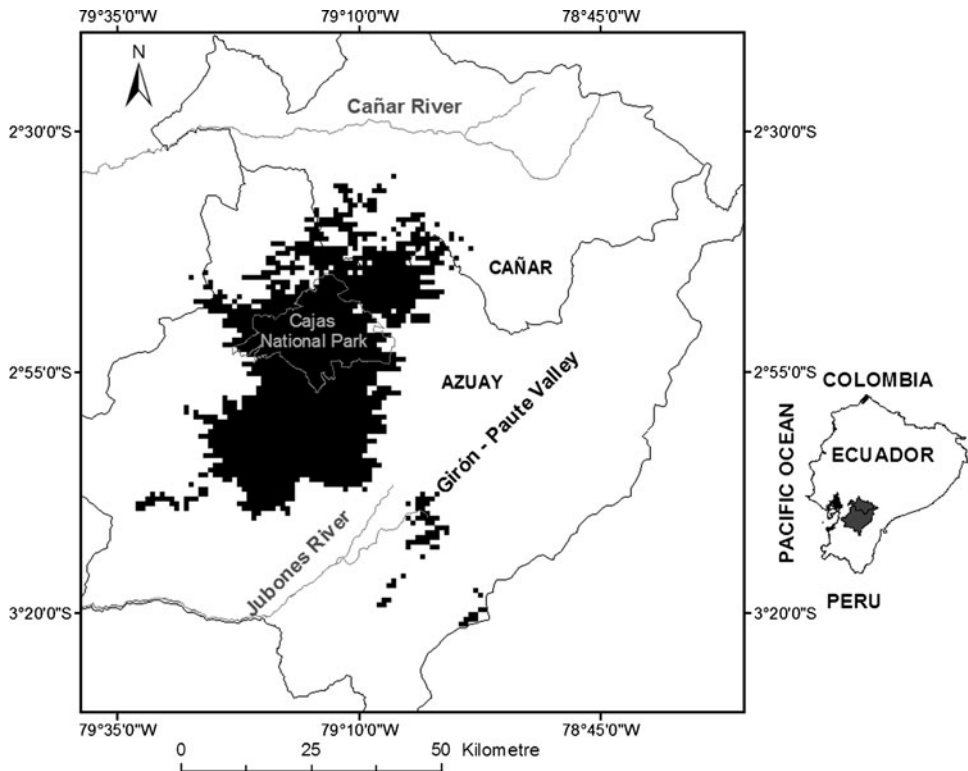 79°35'0"W 79°10'0"W 78°45'0"W
N
Cañar River
2°30'0"S 2°30'0"S
CAÑAR
Cajas
National Park
2°55'0"S 2°55'0"S
AZUAY
Girón - Paute Valley
Jubones River
3°20'0"S 3°20'0"S
79°35'0"W 79°10'0"W 78°45'0"W
0 25 50 Kilometre
COLOMBIA
PACIFIC OCEAN
ECUADOR
PERU